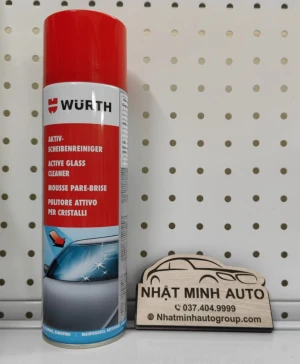 WÜRTH
AKTIV-
SCHEIBENREINIGER
ACTIVE GLASS
CLEANER
MOUSSE PARE-BRISE
PULITORE ATTIVO
PER CRISTALLI
NHẬT MINH AUTO
037.404.9999
Nhatminhautogroup.com